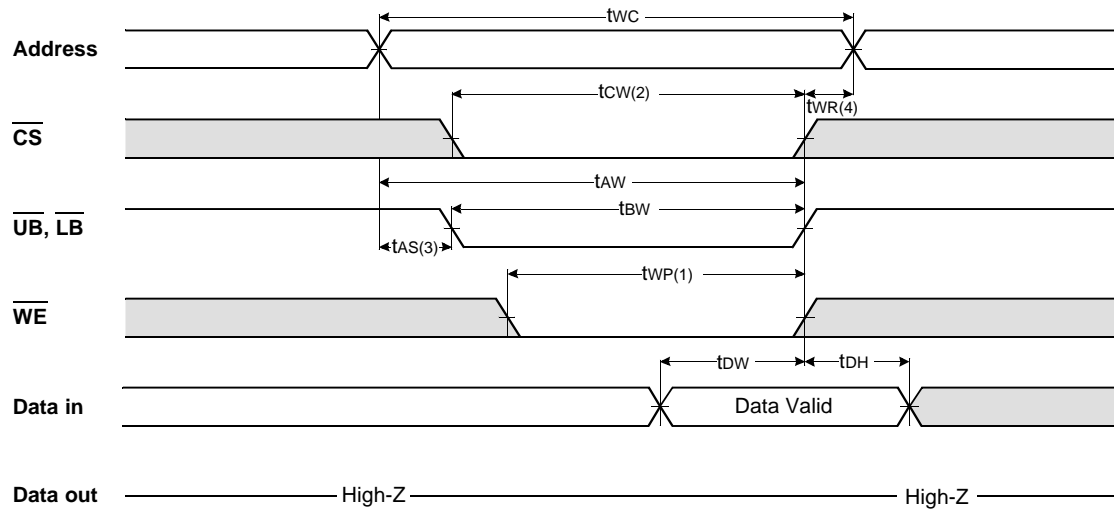 tWC
Address
tCW(2)
tWR(4)
CS
tAW
UB, LB
tBW
tAS(3)
tWP(1)
WE
tDW
tDH
Data in
Data Valid
Data out
High-Z
High-Z